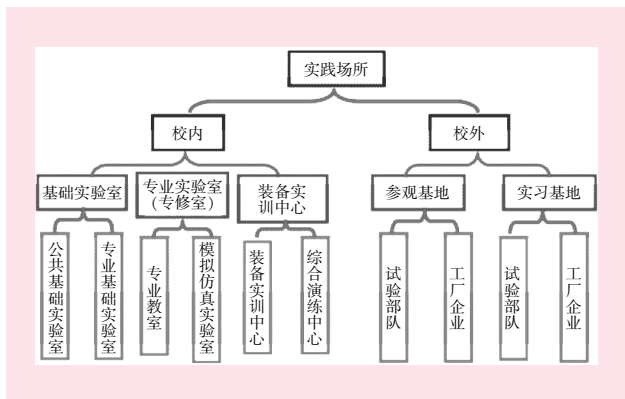 实践场所
校内
校外
基础实验室
专业实验室
（专修室）
装备实
训中心
参观基地
实习基地
公共基础实验室
专业基础实验室
专业教室
模拟仿真实验室
装备实训中心
综合演练中心
试验部队
工厂企业
试验部队
工厂企业